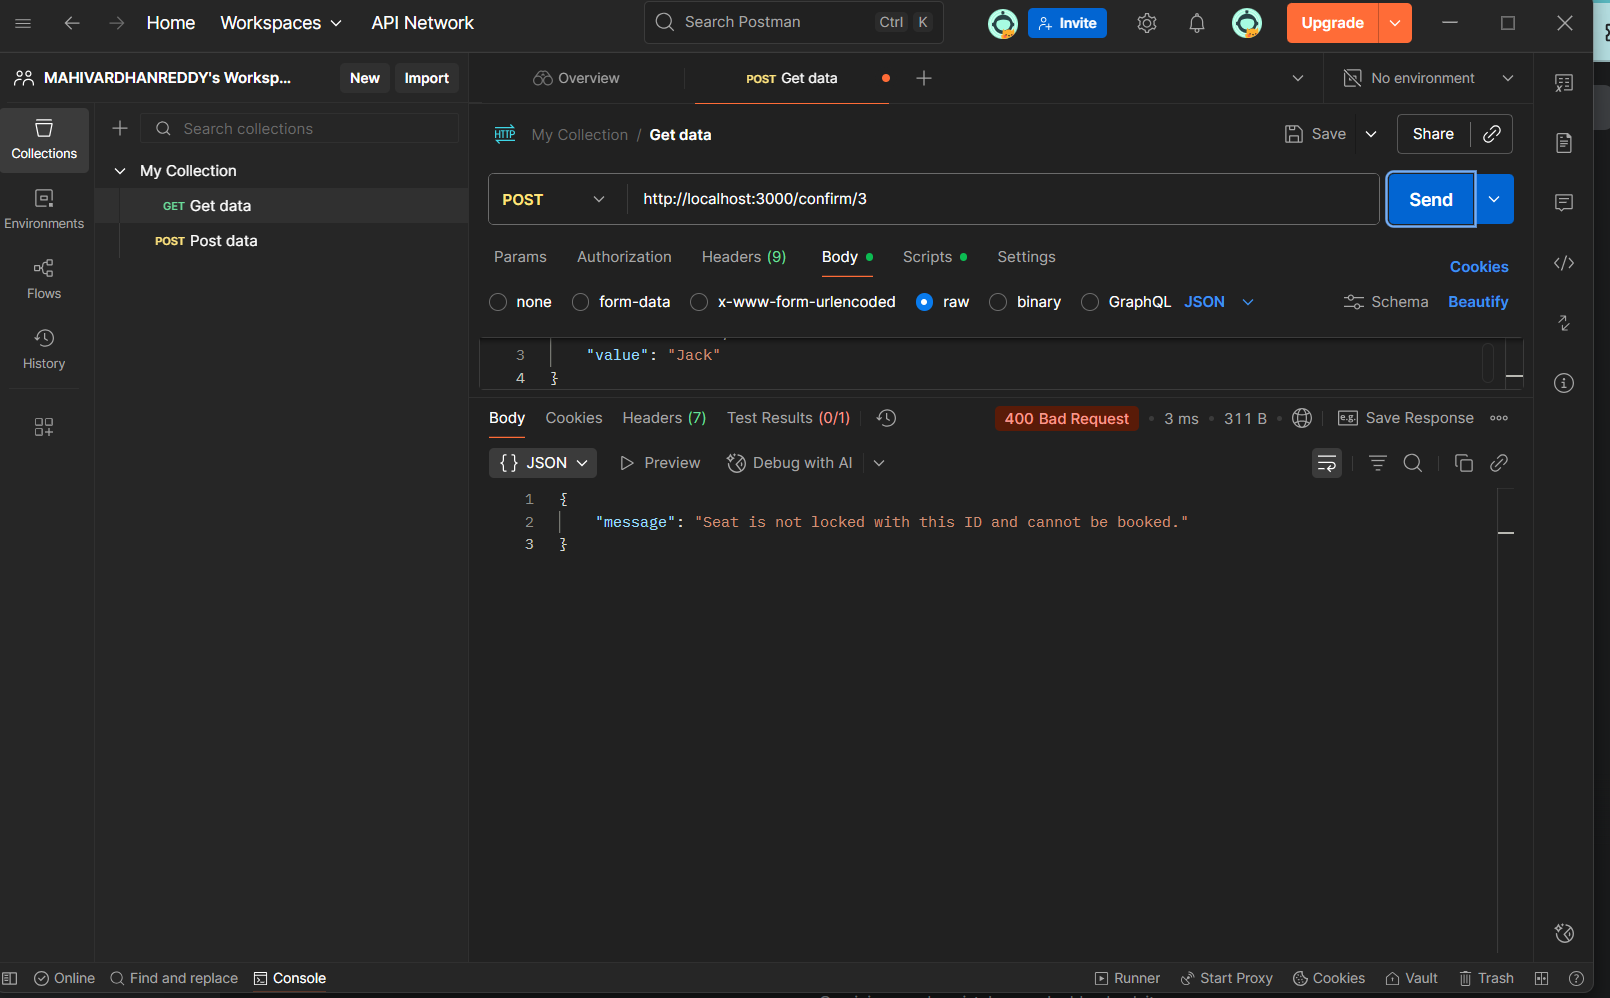 Home Workspaces API Network Search Postman Ctrl K Invite Upgrade
MAHIVARDHANREDDY's Worksp... New Import
Overview POST Get data No environment
Collections
Search collections
My Collection
GET Get data
POST Post data
Environments
Flows
History
HTTP My Collection / Get data Save Share
POST http://localhost:3000/confirm/3 Send
Params Authorization Headers (9) Body Scripts Settings Cookies
none form-data x-www-form-urlencoded raw binary GraphQL JSON Schema Beautify
3 "value": "Jack"
4 }
Body Cookies Headers (7) Test Results (0/1) 400 Bad Request 3 ms 311 B e.g. Save Response
{} JSON Preview Debug with AI
1 {
2 "message": "Seat is not locked with this ID and cannot be booked."
3 }
Online Find and replace Console Runner Start Proxy Cookies Vault Trash